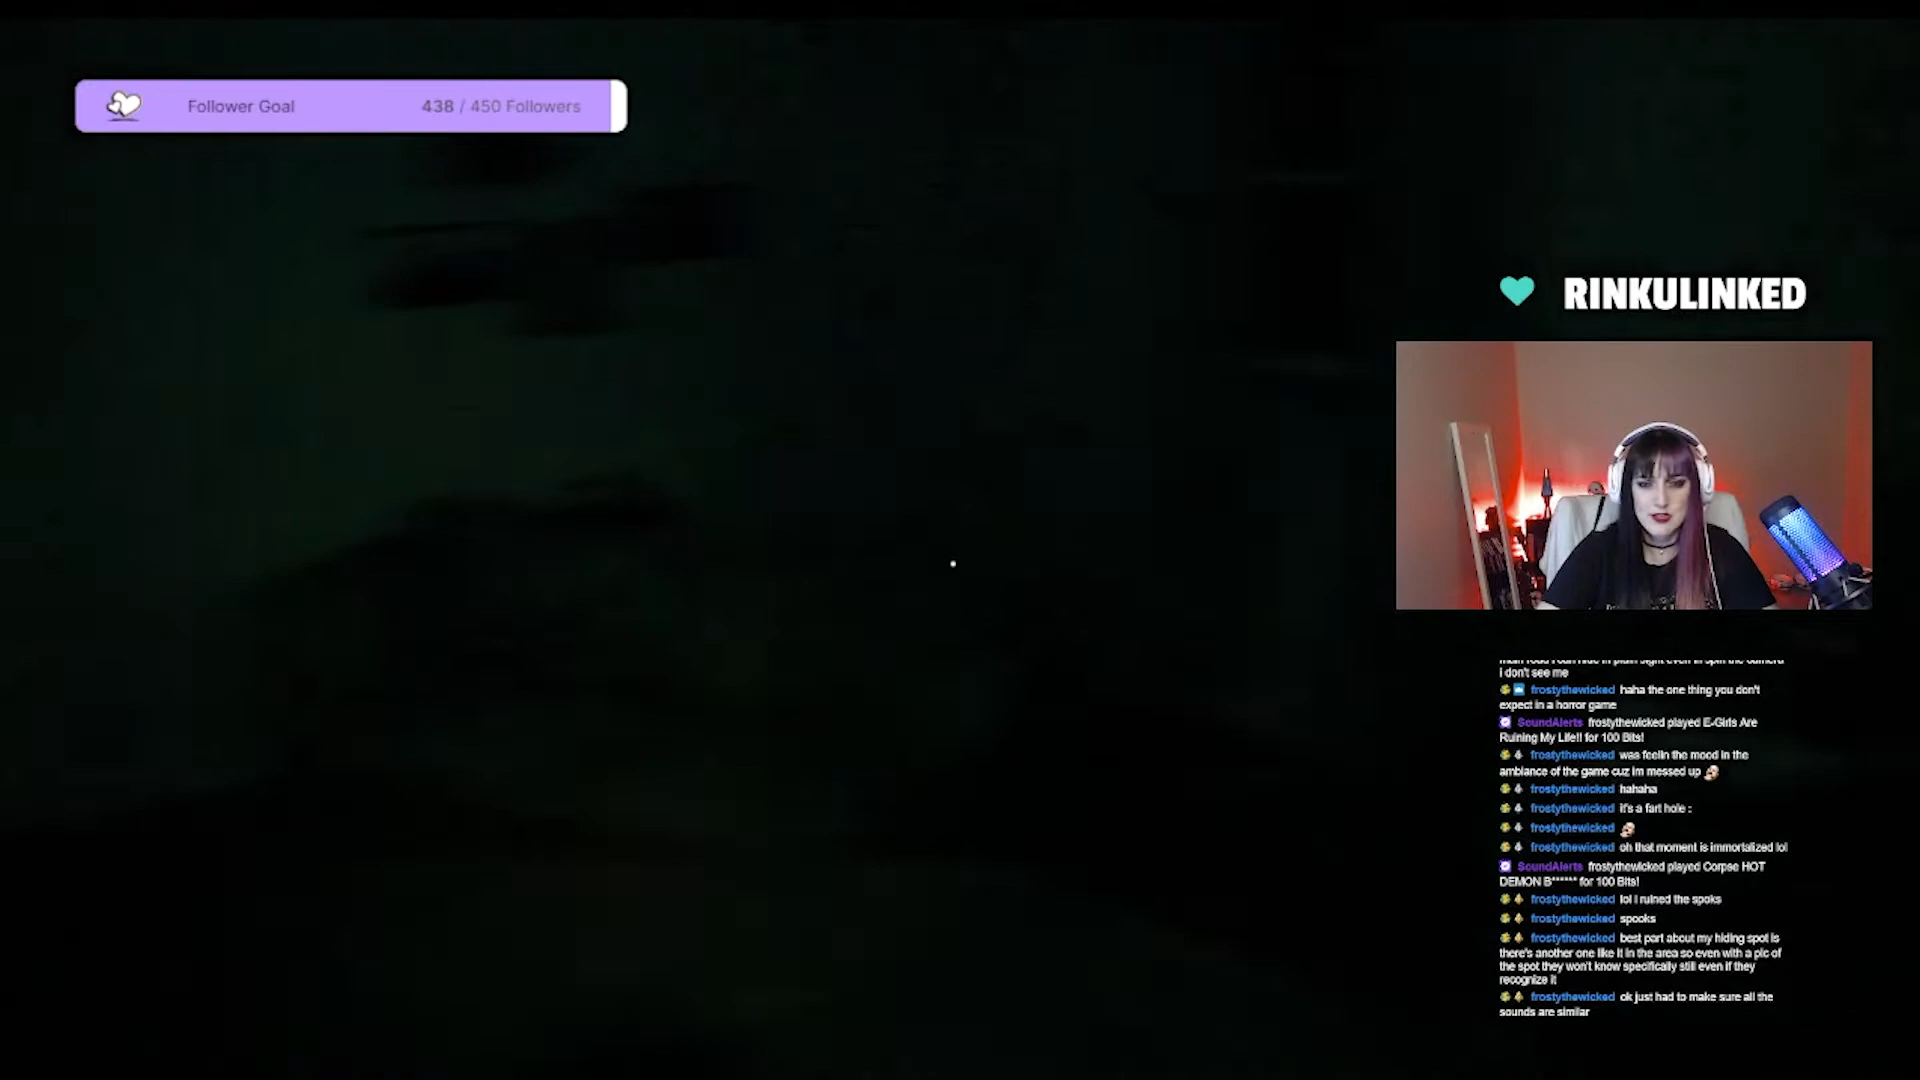 Follower Goal 438 / 450 Followers
RINKULINKED
i don't see me
frostythewicked haha the one thing you don't
expect in a horror game
SoundAlerts frostythewicked played E-Girls Are
Ruining My Life!! for 100 Bits!
frostythewicked was feelin the mood in the
ambiance of the game cuz im messed up
frostythewicked hahaha
frostythewicked it's a fart hole :
frostythewicked
frostythewicked oh that moment is immortalized lol
SoundAlerts frostythewicked played Corpse HOT
DEMON B****** for 100 Bits!
frostythewicked lol i ruined the spoks
frostythewicked spooks
frostythewicked best part about my hiding spot is
there's another one like it in the area so even with a pic of
the spot they won't know specifically still even if they
recognize it
frostythewicked ok just had to make sure all the
sounds are similar